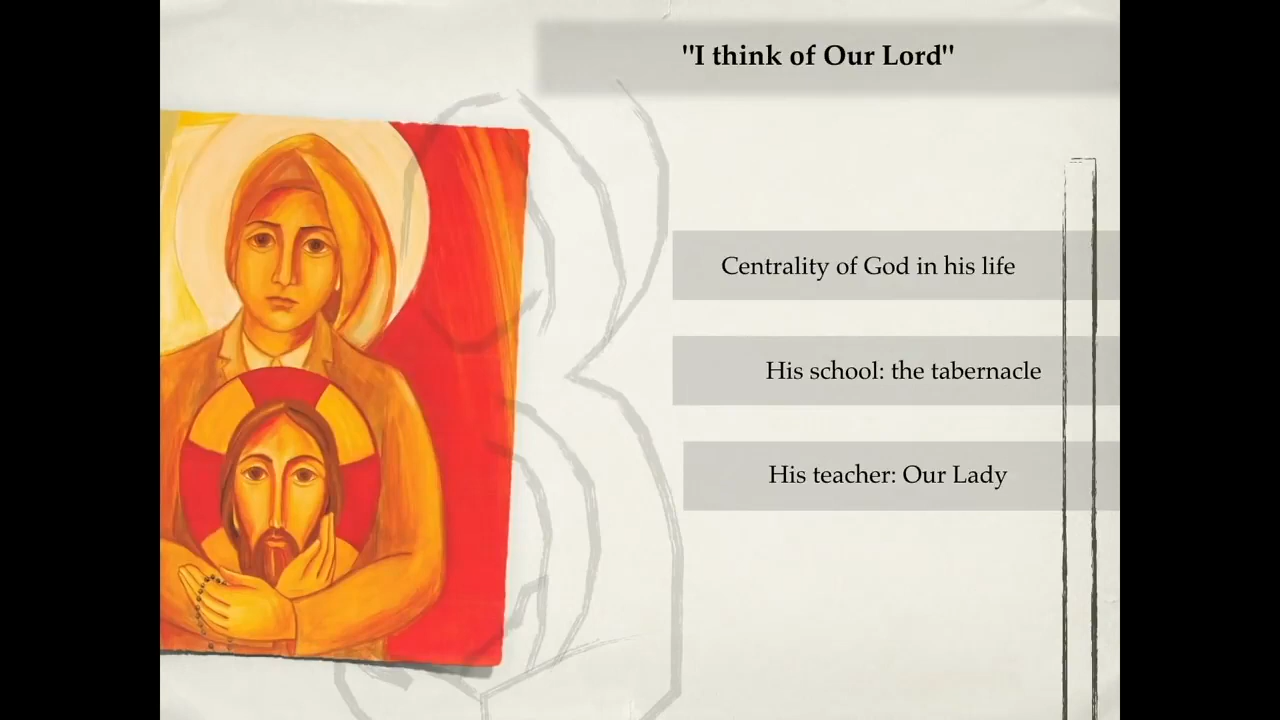 "I think of Our Lord"
Centrality of God in his life
His school: the tabernacle
His teacher: Our Lady